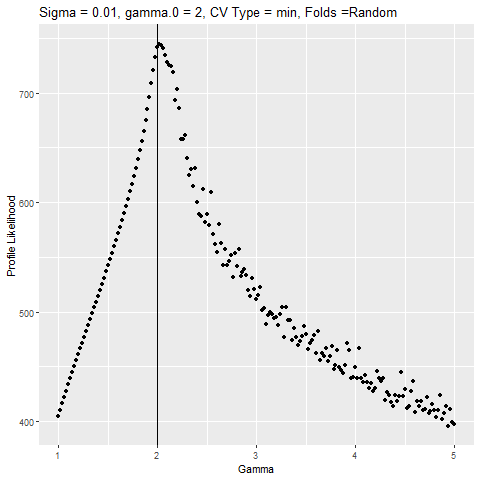 Sigma = 0.01, gamma.0 = 2, CV Type = min, Folds =Random
700
600
500
400
Profile Likelihood
1 2 3 4 5
Gamma